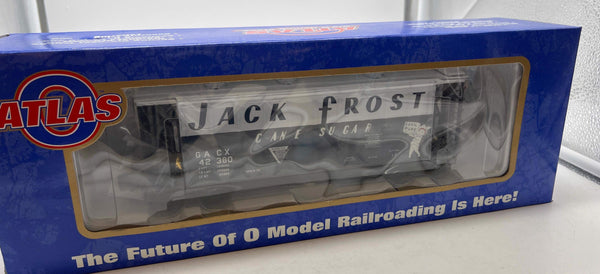 ATLAS
O
JACK FROST
CANE SUGAR
GACX
42380
The Future Of O Model Railroading Is Here!